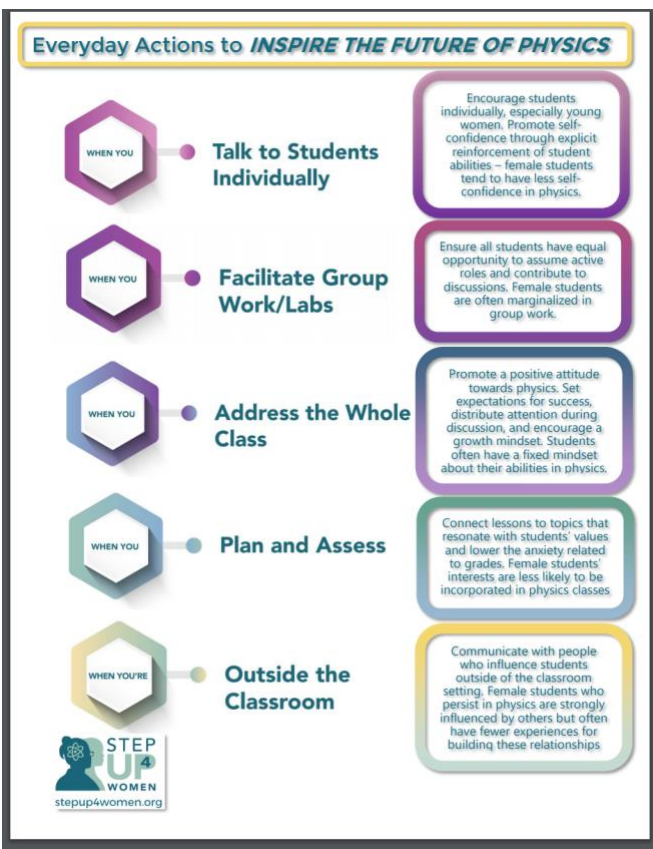 Everyday Actions to INSPIRE THE FUTURE OF PHYSICS
WHEN YOU
Talk to Students
Individually
Encourage students
individually, especially young
women. Promote self-
confidence through explicit
reinforcement of student
abilities – female students
tend to have less self-
confidence in physics.
WHEN YOU
Facilitate Group
Work/Labs
Ensure all students have equal
opportunity to assume active
roles and contribute to
discussions. Female students
are often marginalized in
group work.
WHEN YOU
Address the Whole
Class
Promote a positive attitude
towards physics. Set
expectations for success,
distribute attention during
discussion, and encourage a
growth mindset. Students
often have a fixed mindset
about their abilities in physics.
WHEN YOU
Plan and Assess
Connect lessons to topics that
resonate with students' values
and lower the anxiety related
to grades. Female students'
interests are less likely to be
incorporated in physics classes
WHEN YOU'RE
Outside the
Classroom
Communicate with people
who influence students
outside of the classroom
setting. Female students who
persist in physics are strongly
influenced by others but often
have fewer experiences for
building these relationships
STEP
UP 4
WOMEN
stepup4women.org